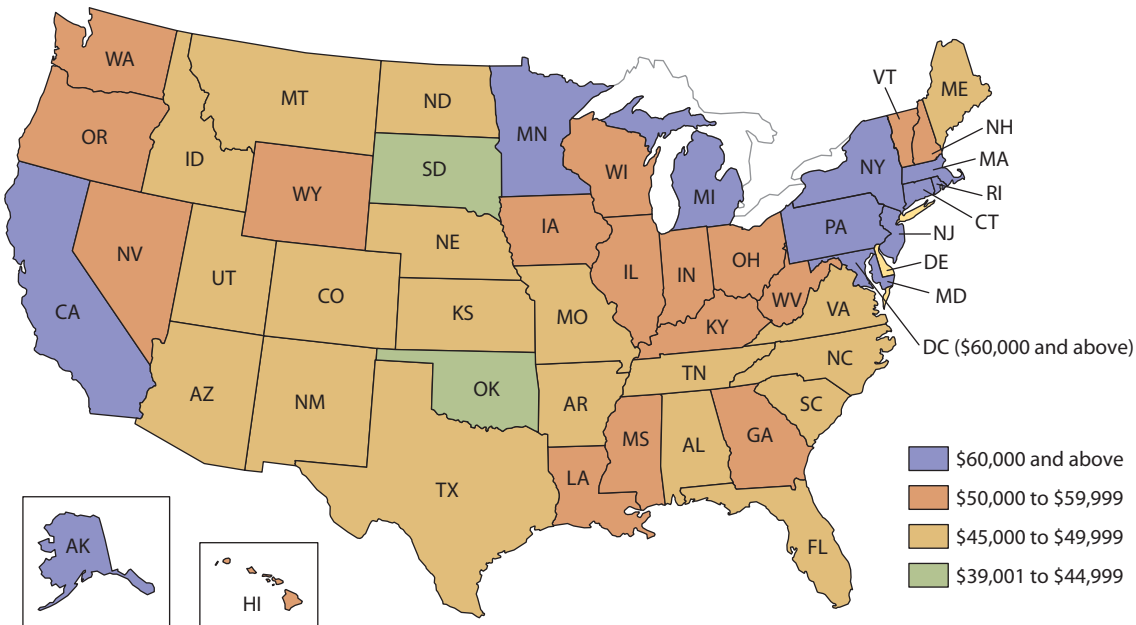 WA
MT
ND
MN
VT
ME
OR
ID
SD
WI
MI
NY
NH
MA
WY
RI
CT
NV
NE
IA
PA
NJ
UT
CO
IL
IN
OH
DE
CA
KS
MO
WV
VA
MD
KY
DC ($60,000 and above)
AZ
NM
OK
AR
TN
NC
SC
MS
AL
GA
TX
LA
FL
AK
HI
$60,000 and above
$50,000 to $59,999
$45,000 to $49,999
$39,001 to $44,999